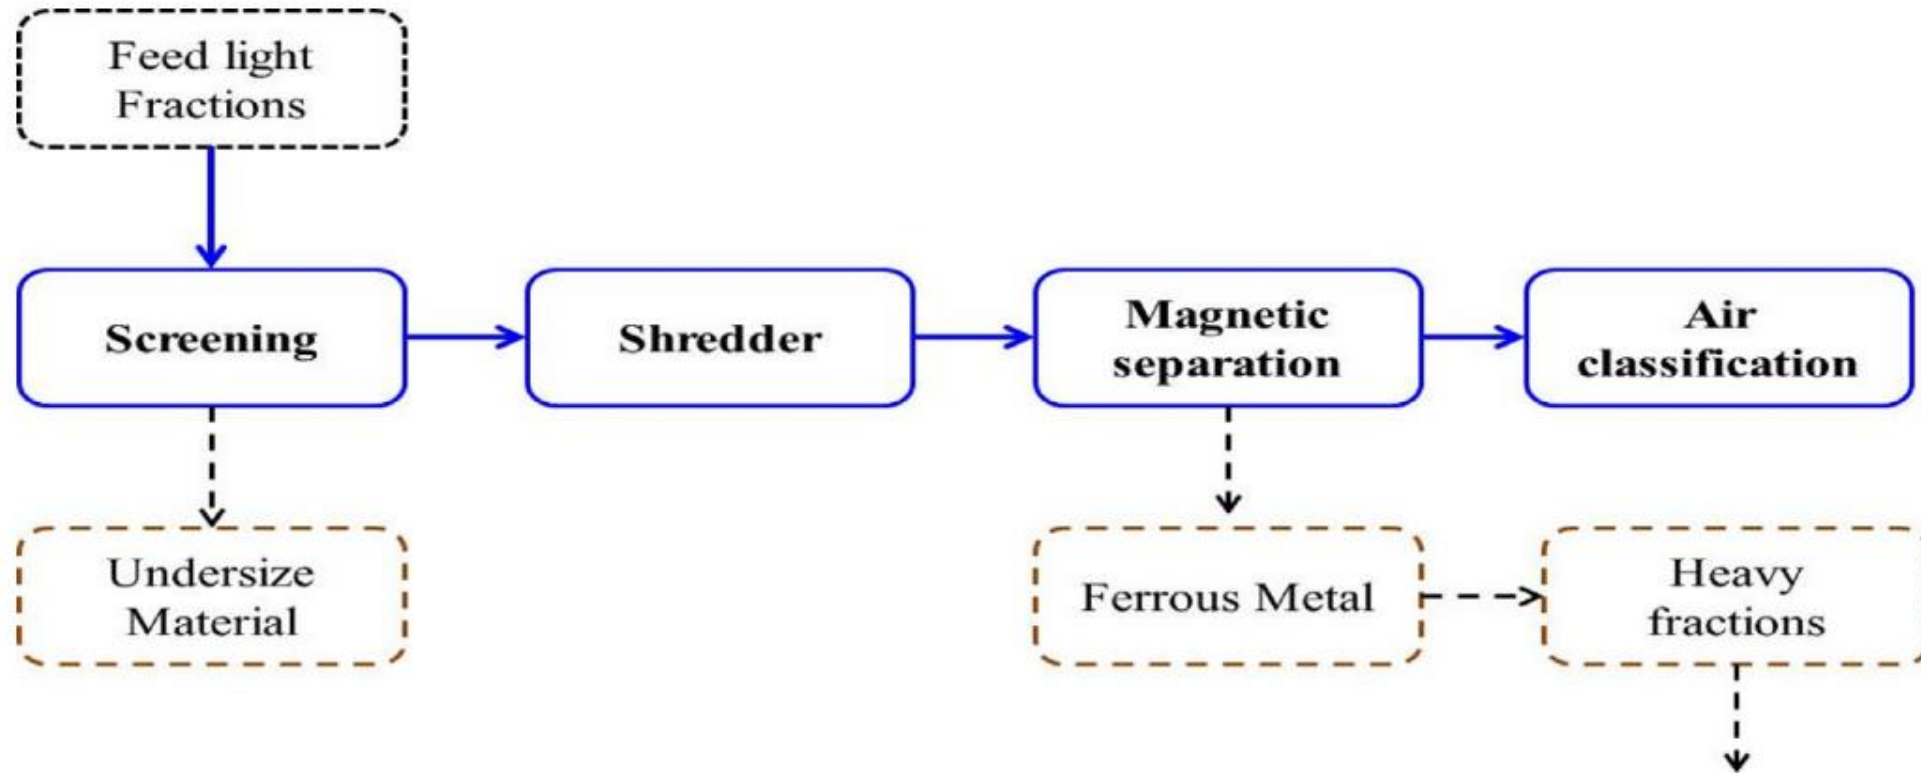 Feed light
Fractions
Screening
Shredder
Magnetic
separation
Air
classification
Undersize
Material
Ferrous Metal
Heavy
fractions